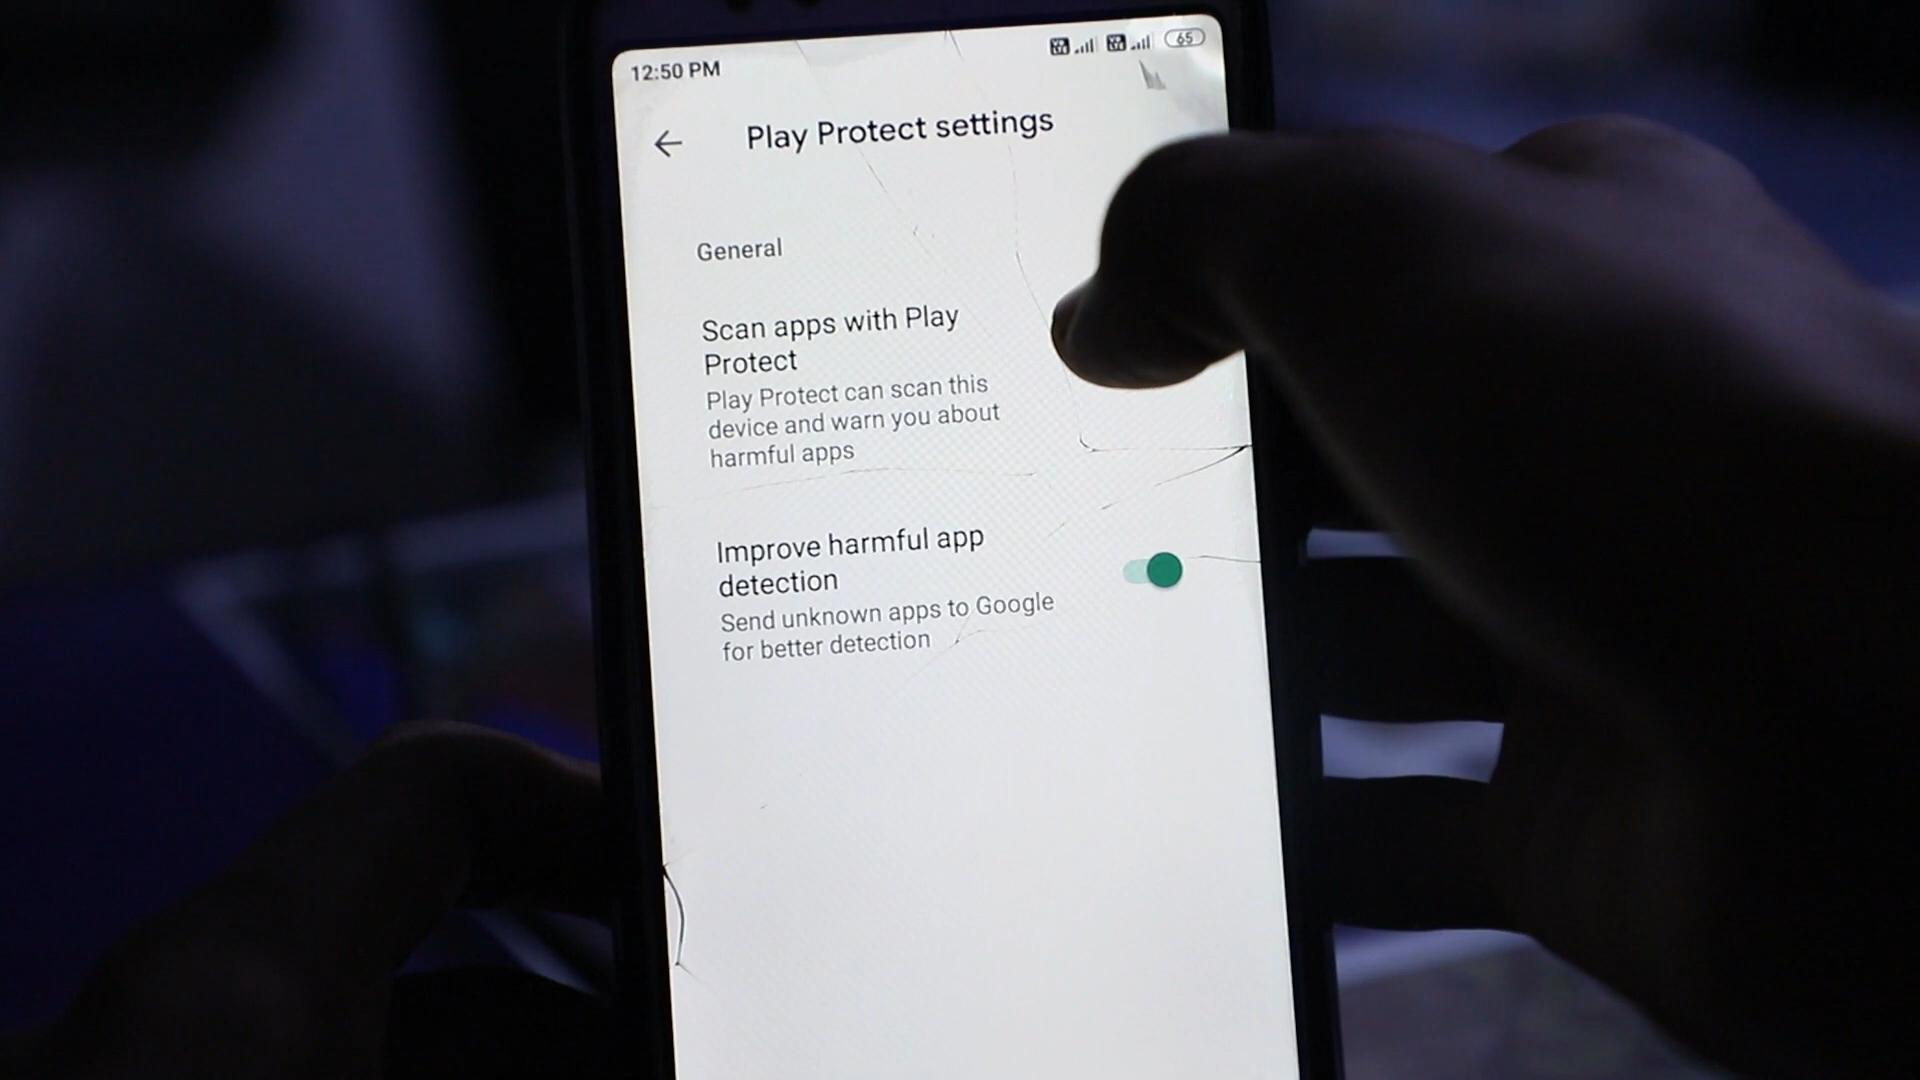 12:50 PM
65
Play Protect settings
General
Scan apps with Play
Protect
Play Protect can scan this
device and warn you about
harmful apps
Improve harmful app
detection
Send unknown apps to Google
for better detection